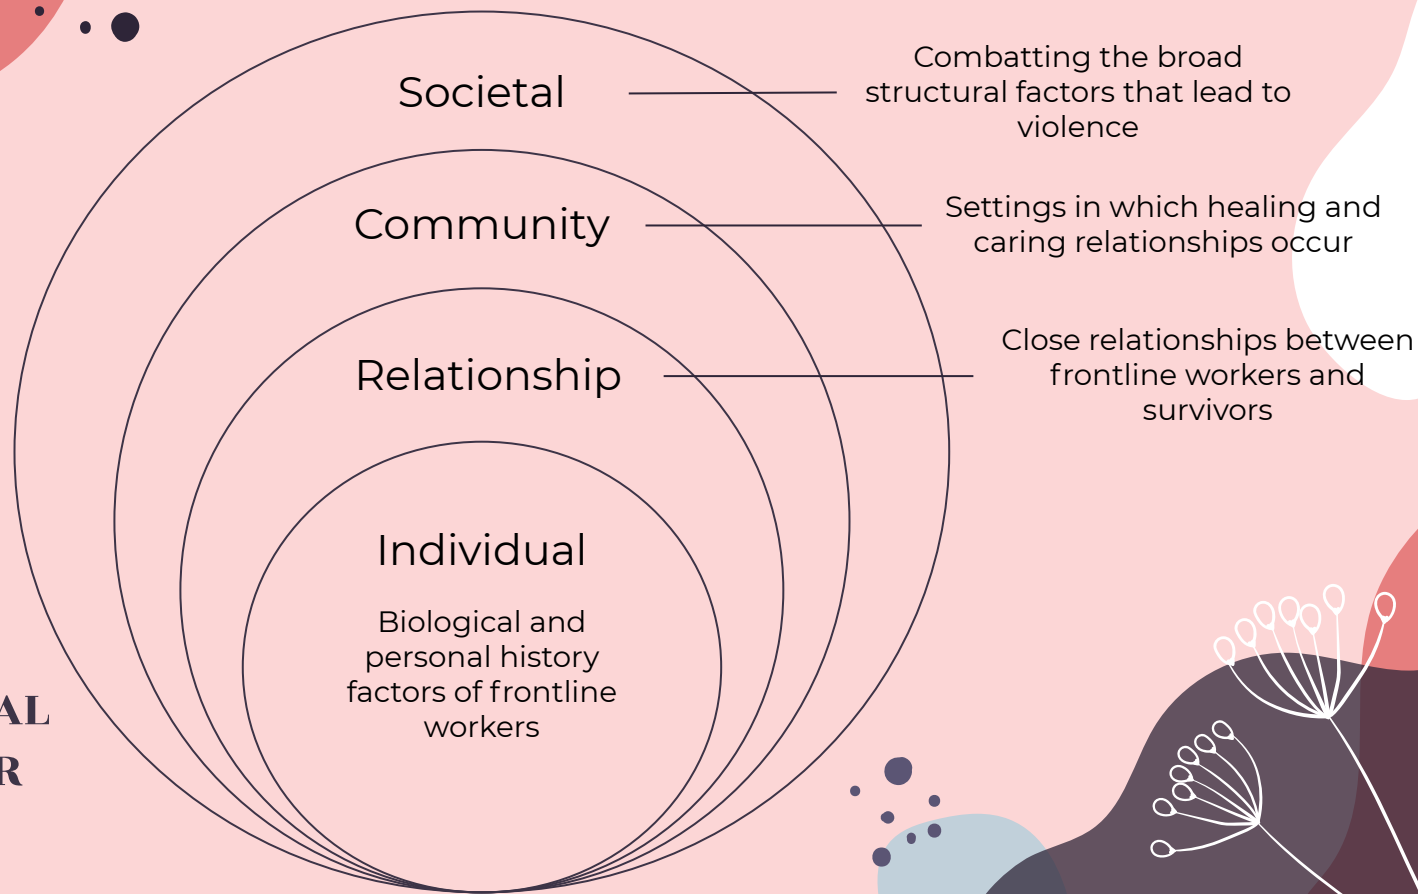 Societal
Combatting the broad
structural factors that lead to
violence
Community
Settings in which healing and
caring relationships occur
Relationship
Close relationships between
frontline workers and
survivors
Individual
Biological and
personal history
factors of frontline
workers
AL
R